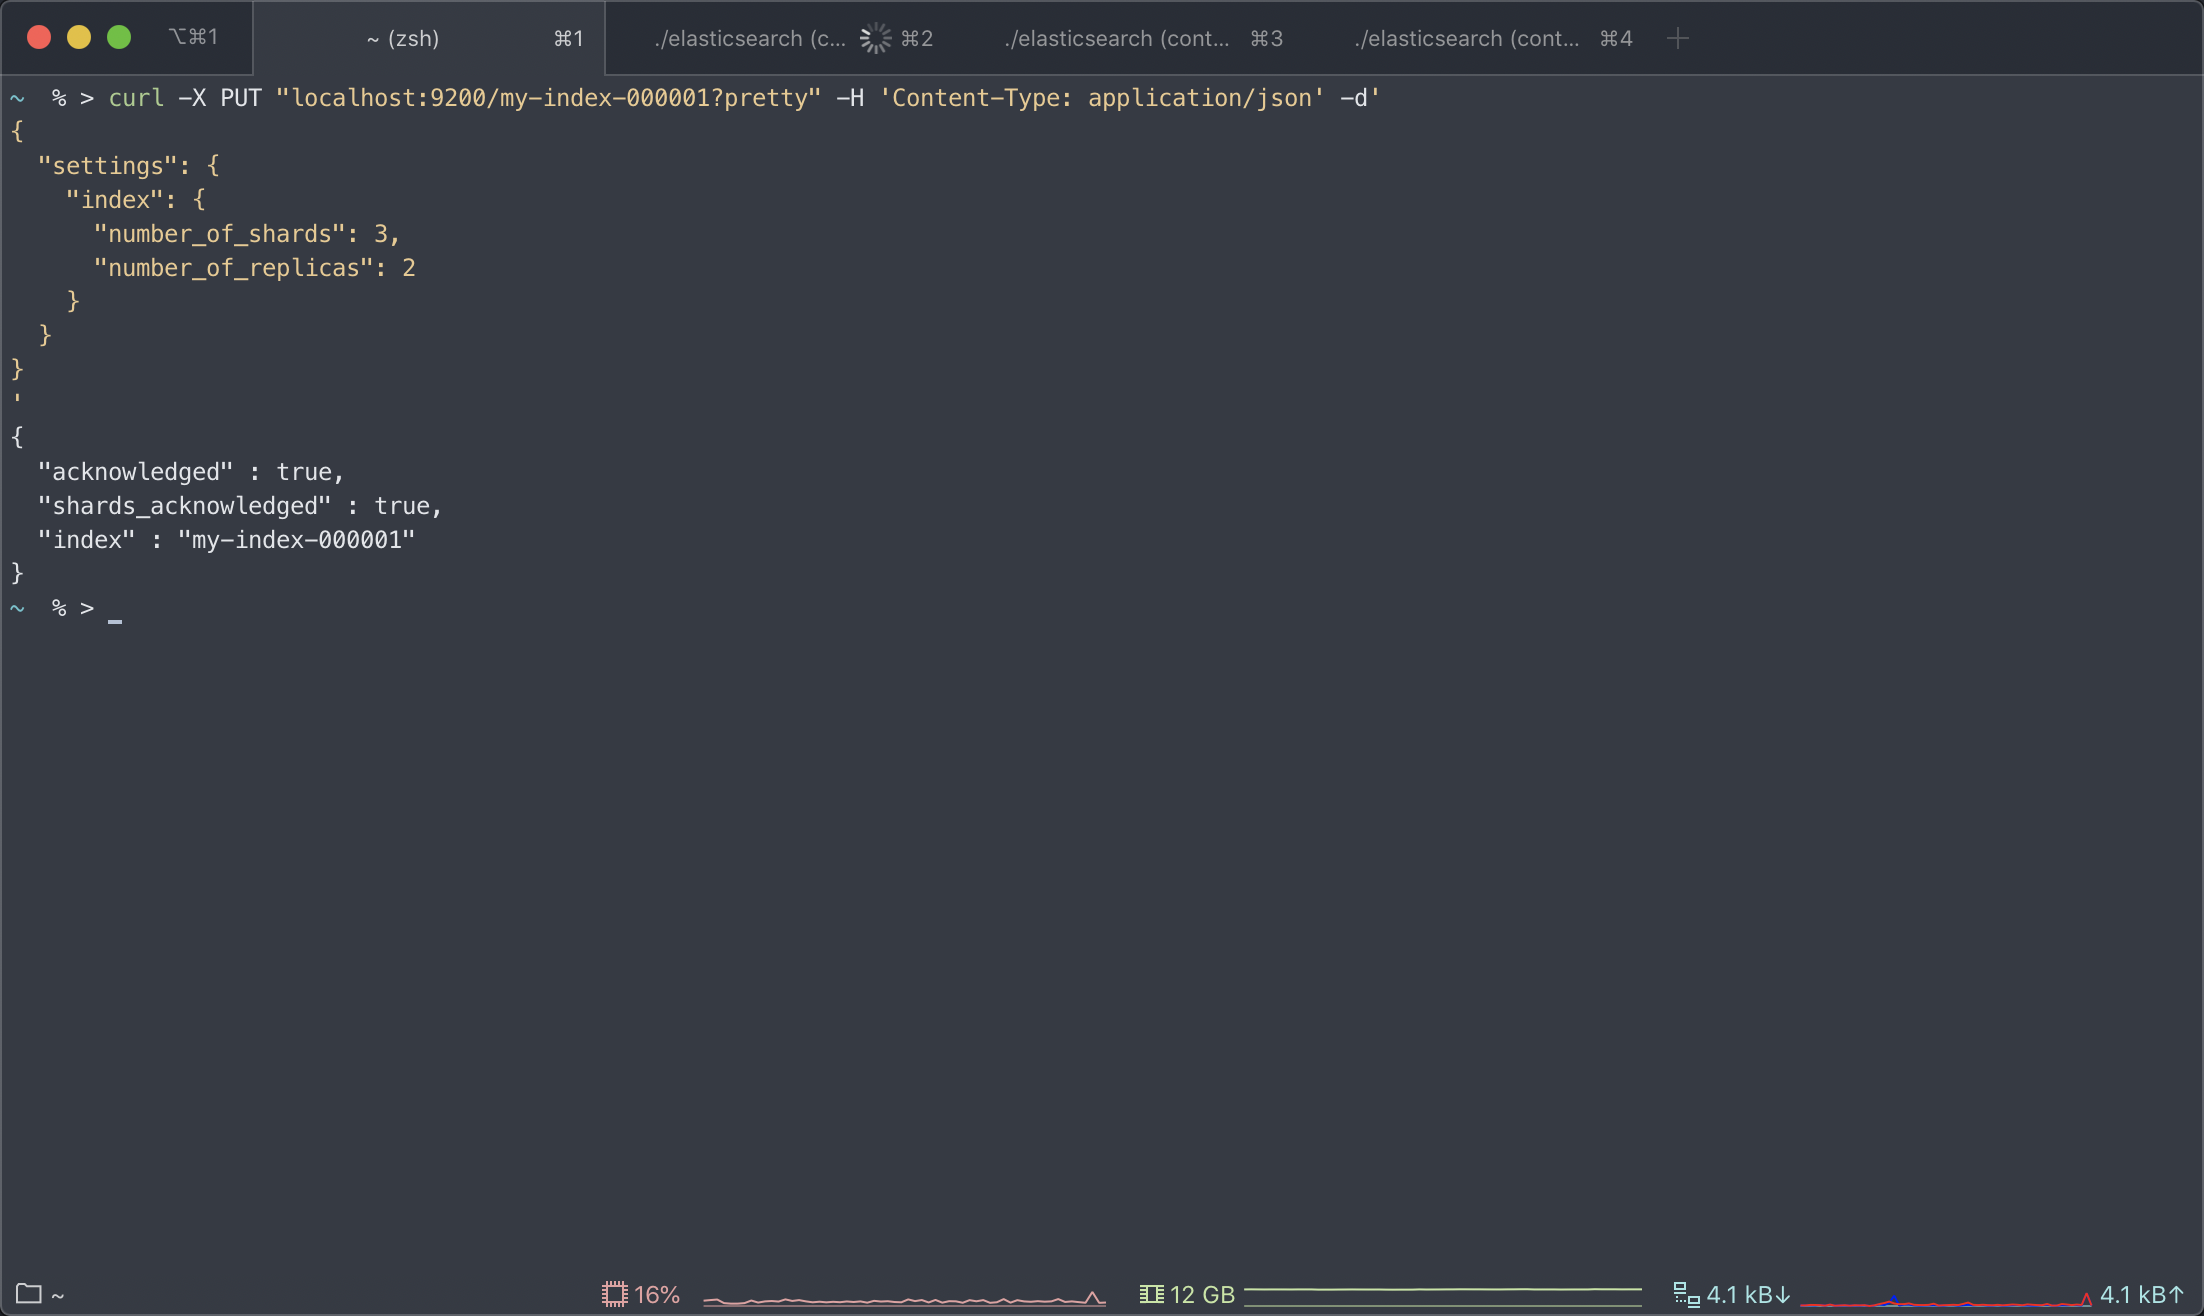 ⌥⌘1 ~ (zsh) ⌘1 ./elasticsearch (c... ⌘2 ./elasticsearch (cont... ⌘3 ./elasticsearch (cont... ⌘4 +
~ % > curl -X PUT "localhost:9200/my-index-000001?pretty" -H 'Content-Type: application/json' -d'
{
  "settings": {
    "index": {
      "number_of_shards": 3,
      "number_of_replicas": 2
    }
  }
}
'
{
  "acknowledged" : true,
  "shards_acknowledged" : true,
  "index" : "my-index-000001"
}
~ % > _
~ 16% 12 GB 4.1 kB↓ 4.1 kB↑